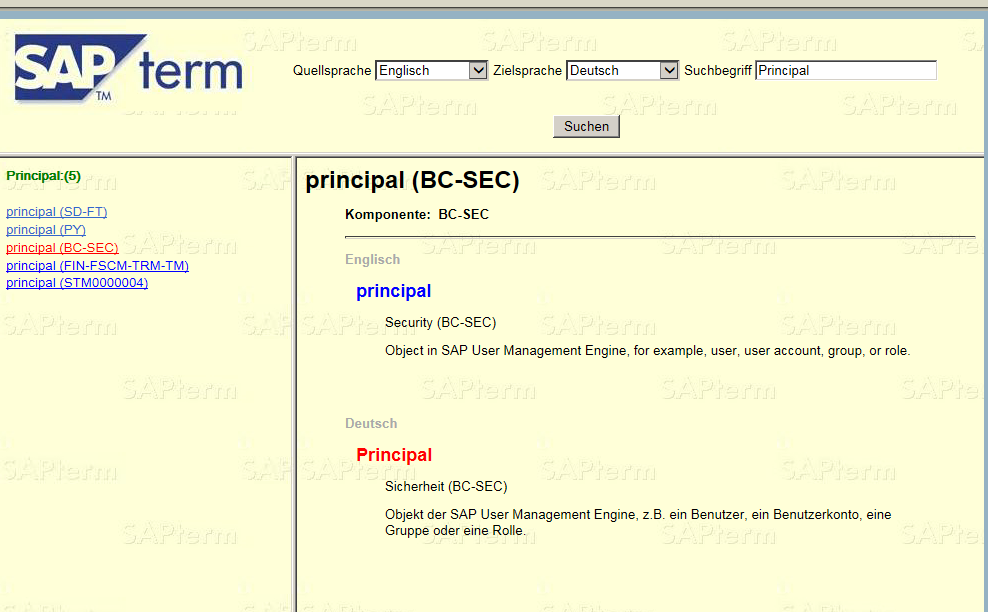 SAP term
TM
Quellsprache Englisch Zielsprache Deutsch Suchbegriff Principal
Suchen
Principal:(5)
principal (SD-FT)
principal (PY)
principal (BC-SEC)
principal (FIN-FSCM-TRM-TM)
principal (STM0000004)
principal (BC-SEC)
Komponente: BC-SEC
Englisch
principal
Security (BC-SEC)
Object in SAP User Management Engine, for example, user, user account, group, or role.
Deutsch
Principal
Sicherheit (BC-SEC)
Objekt der SAP User Management Engine, z.B. ein Benutzer, ein Benutzerkonto, eine
Gruppe oder eine Rolle.